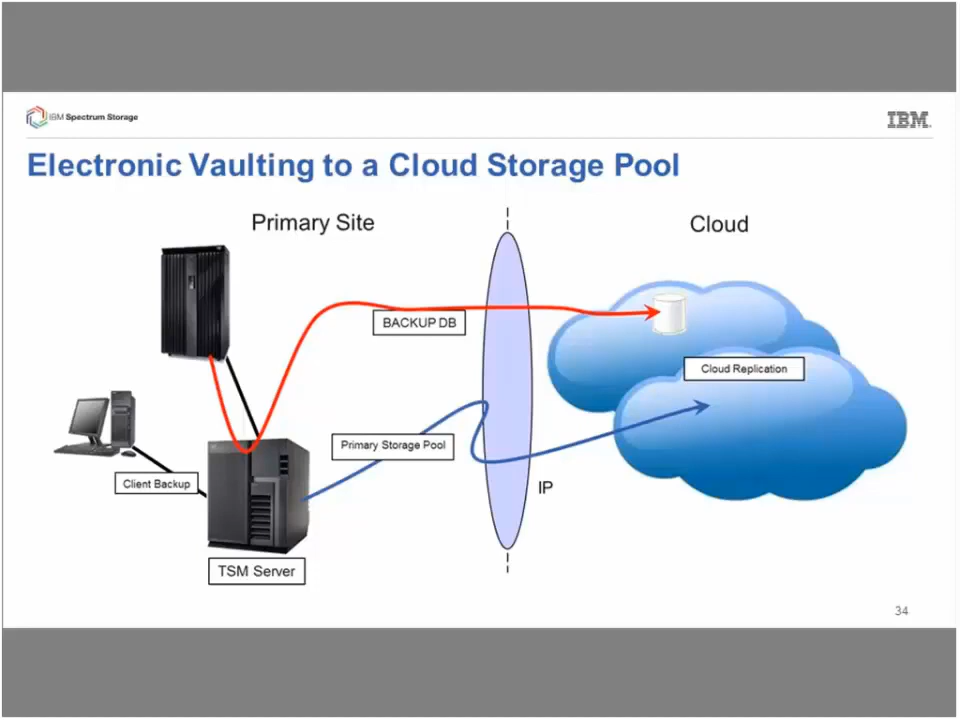 IBM Spectrum Storage
IBM
Electronic Vaulting to a Cloud Storage Pool
Primary Site
Cloud
BACKUP DB
Cloud Replication
Primary Storage Pool
Client Backup
IP
TSM Server
34